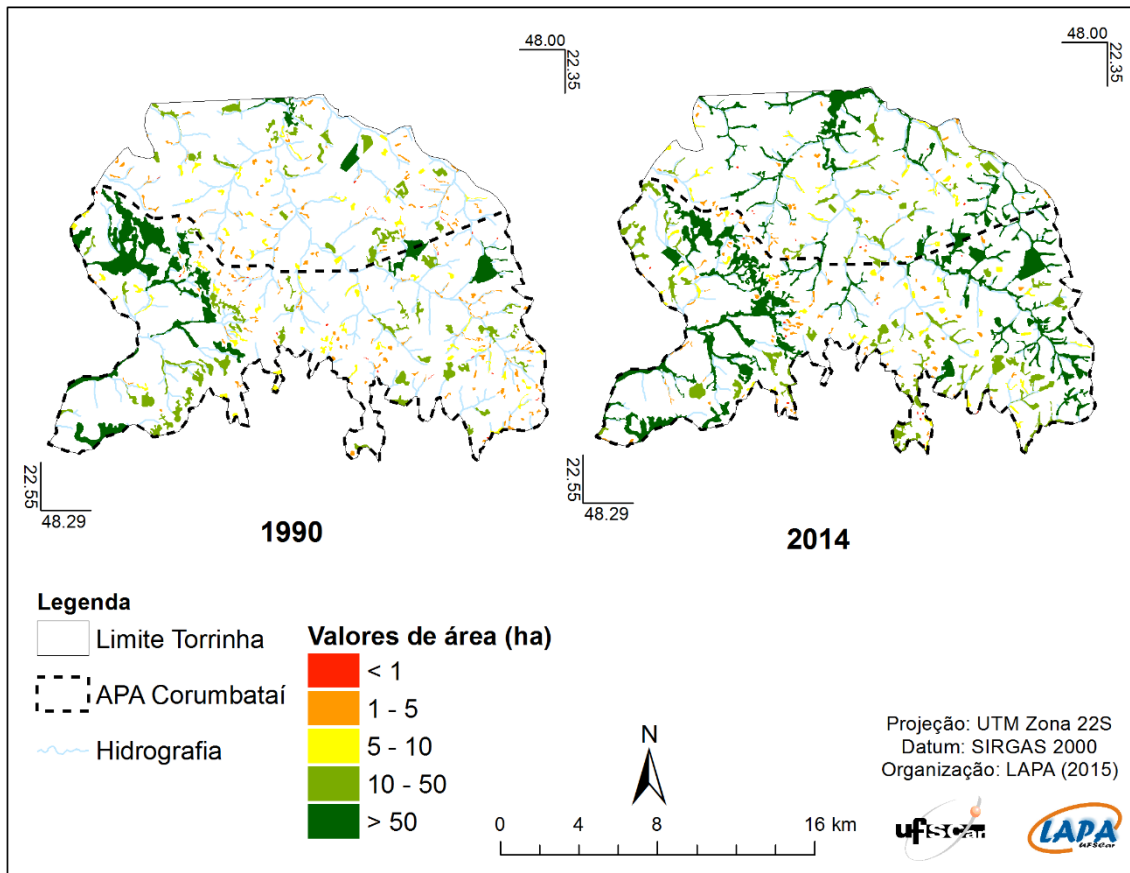 48.00
22.35
48.00
22.35
22.55
48.29
1990
22.55
48.29
2014
Legenda
Limite Torrinha
APA Corumbataí
Hidrografia
Valores de área (ha)
< 1
1 - 5
5 - 10
10 - 50
> 50
N
0 4 8 16 km
Projeção: UTM Zona 22S
Datum: SIRGAS 2000
Organização: LAPA (2015)
ufscar
LAPA
UFSCar